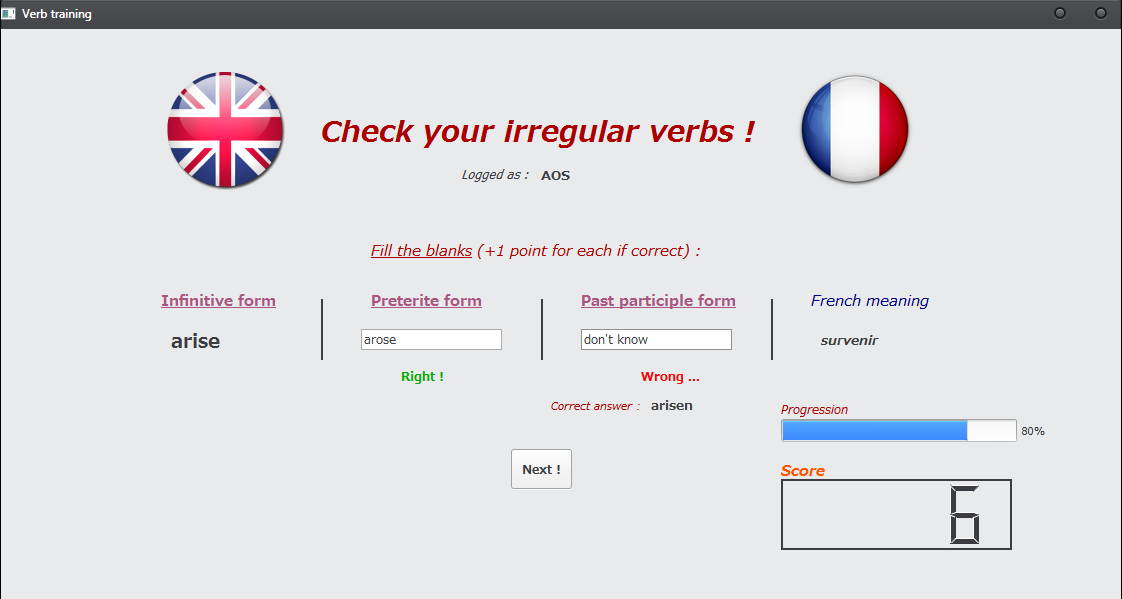 Verb training
Check your irregular verbs !
Logged as : AOS
Fill the blanks (+1 point for each if correct) :
Infinitive form Preterite form Past participle form French meaning
arise arose don't know survenir
Right ! Wrong ...
Correct answer : arisen
Progression
80%
Next !
Score
6